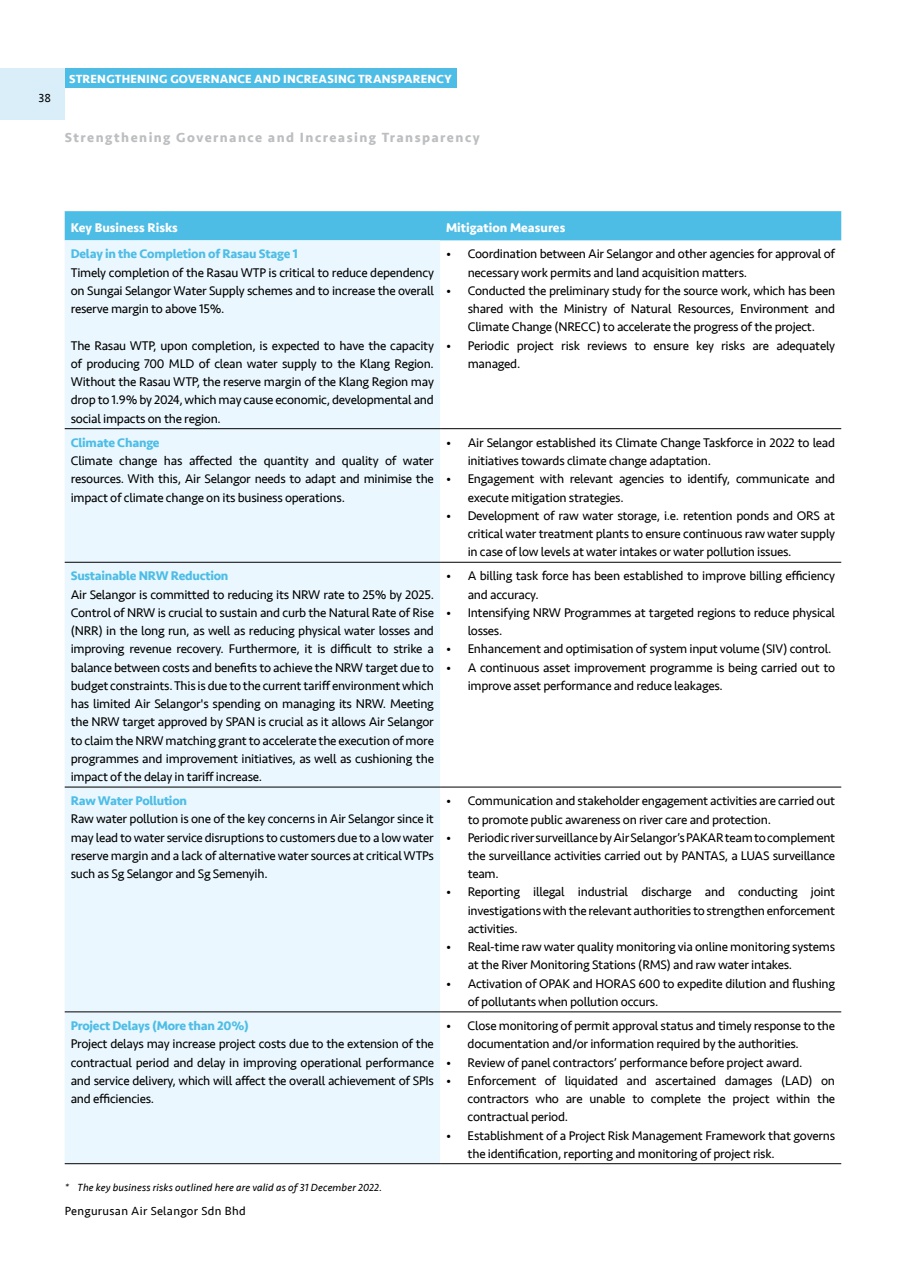 STRENGTHENING GOVERNANCE AND INCREASING TRANSPARENCY
38
Strengthening Governance and Increasing Transparency
Key Business Risks
Mitigation Measures
Delay in the Completion of Rasau Stage 1
Timely completion of the Rasau WTP is critical to reduce dependency
on Sungai Selangor Water Supply schemes and to increase the overall
reserve margin to above 15%.
The Rasau WTP, upon completion, is expected to have the capacity
of producing 700 MLD of clean water supply to the Klang Region.
Without the Rasau WTP, the reserve margin of the Klang Region may
drop to 1.9% by 2024, which may cause economic, developmental and
social impacts on the region.
• Coordination between Air Selangor and other agencies for approval of
necessary work permits and land acquisition matters.
• Conducted the preliminary study for the source work, which has been
shared with the Ministry of Natural Resources, Environment and
Climate Change (NRECC) to accelerate the progress of the project.
• Periodic project risk reviews to ensure key risks are adequately
managed.
Climate Change
Climate change has affected the quantity and quality of water
resources. With this, Air Selangor needs to adapt and minimise the
impact of climate change on its business operations.
• Air Selangor established its Climate Change Taskforce in 2022 to lead
initiatives towards climate change adaptation.
• Engagement with relevant agencies to identify, communicate and
execute mitigation strategies.
• Development of raw water storage, i.e. retention ponds and ORS at
critical water treatment plants to ensure continuous raw water supply
in case of low levels at water intakes or water pollution issues.
Sustainable NRW Reduction
Air Selangor is committed to reducing its NRW rate to 25% by 2025.
Control of NRW is crucial to sustain and curb the Natural Rate of Rise
(NRR) in the long run, as well as reducing physical water losses and
improving revenue recovery. Furthermore, it is difficult to strike a
balance between costs and benefits to achieve the NRW target due to
budget constraints. This is due to the current tariff environment which
has limited Air Selangor's spending on managing its NRW. Meeting
the NRW target approved by SPAN is crucial as it allows Air Selangor
to claim the NRW matching grant to accelerate the execution of more
programmes and improvement initiatives, as well as cushioning the
impact of the delay in tariff increase.
• A billing task force has been established to improve billing efficiency
and accuracy.
• Intensifying NRW Programmes at targeted regions to reduce physical
losses.
• Enhancement and optimisation of system input volume (SIV) control.
• A continuous asset improvement programme is being carried out to
improve asset performance and reduce leakages.
Raw Water Pollution
Raw water pollution is one of the key concerns in Air Selangor since it
may lead to water service disruptions to customers due to a low water
reserve margin and a lack of alternative water sources at critical WTPs
such as Sg Selangor and Sg Semenyih.
• Communication and stakeholder engagement activities are carried out
to promote public awareness on river care and protection.
• Periodic river surveillance by Air Selangor’s PAKAR team to complement
the surveillance activities carried out by PANTAS, a LUAS surveillance
team.
• Reporting illegal industrial discharge and conducting joint
investigations with the relevant authorities to strengthen enforcement
activities.
• Real-time raw water quality monitoring via online monitoring systems
at the River Monitoring Stations (RMS) and raw water intakes.
• Activation of OPAK and HORAS 600 to expedite dilution and flushing
of pollutants when pollution occurs.
Project Delays (More than 20%)
Project delays may increase project costs due to the extension of the
contractual period and delay in improving operational performance
and service delivery, which will affect the overall achievement of SPIs
and efficiencies.
• Close monitoring of permit approval status and timely response to the
documentation and/or information required by the authorities.
• Review of panel contractors’ performance before project award.
• Enforcement of liquidated and ascertained damages (LAD) on
contractors who are unable to complete the project within the
contractual period.
• Establishment of a Project Risk Management Framework that governs
the identification, reporting and monitoring of project risk.
* The key business risks outlined here are valid as of 31 December 2022.
Pengurusan Air Selangor Sdn Bhd